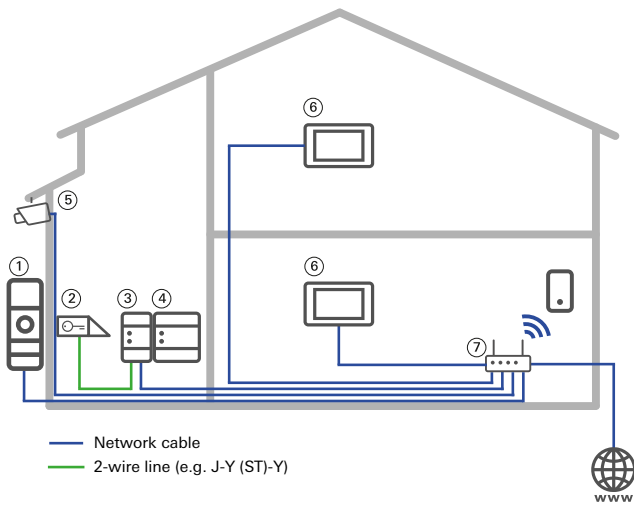 ⑥
⑤
①
②
③
④
⑥
⑦
Network cable
2-wire line (e.g. J-Y (ST)-Y)
www